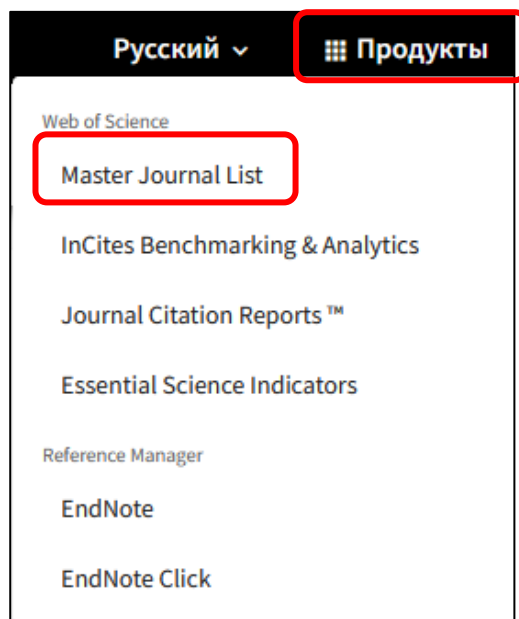 Русский Продукты
Web of Science
Master Journal List
InCites Benchmarking & Analytics
Journal Citation Reports ™
Essential Science Indicators
Reference Manager
EndNote
EndNote Click